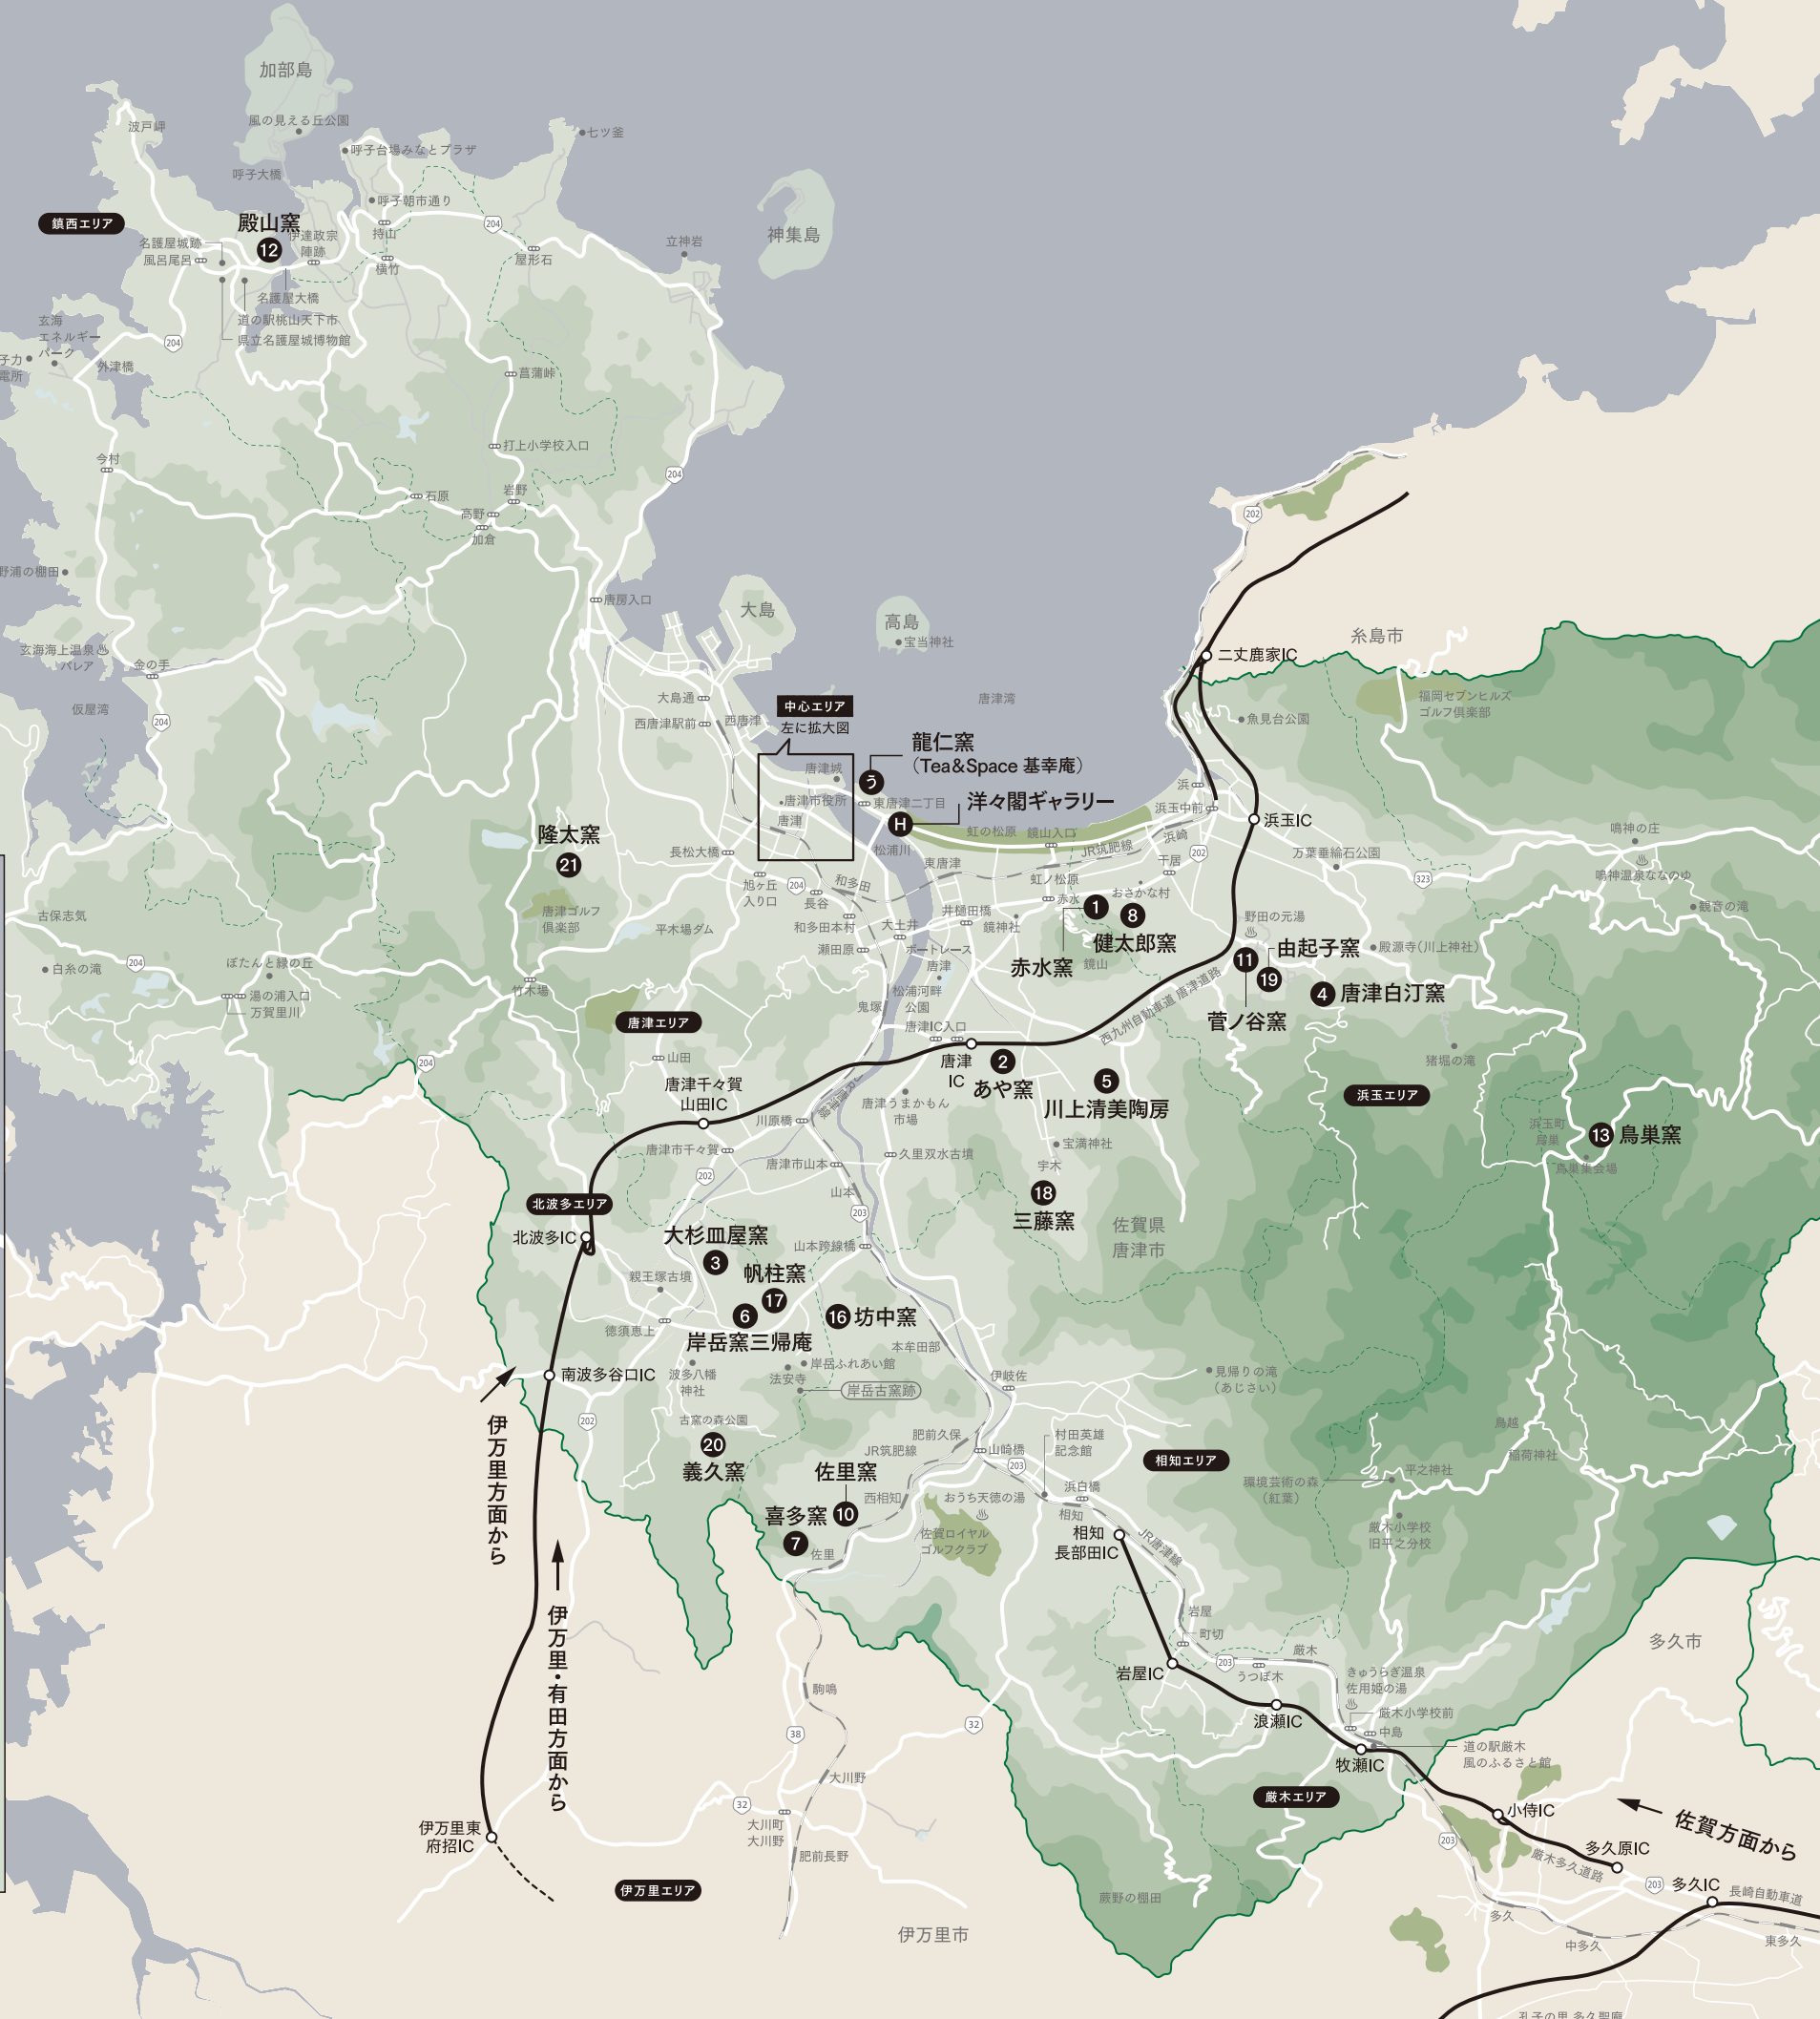 加部島
風の見える丘公園
波戸岬
呼子大橋
呼子台場みなとプラザ
七ツ釜
呼子朝市通り
持山
204
屋形石
横竹
立神岩
神集島
鎮西エリア
殿山窯
12
伊達政宗
陣跡
名護屋城跡
風呂尾呂
名護屋大橋
道の駅桃山天下市
県立名護屋城博物館
玄海
エネルギー
パーク
子力
電所
外津橋
204
菖蒲峠
打上小学校入口
今村
石原
岩野
高野
加倉
204
野浦の棚田
唐房入口
玄海海上温泉
パレア
金の手
仮屋湾
204
大島
高島
宝当神社
大島通
西唐津駅前
西唐津
唐津湾
中心エリア
左に拡大図
唐津城
唐津市役所
唐津
う
龍仁窯
（Tea&Space 基幸庵）
東唐津二丁目
H
洋々閣ギャラリー
虹の松原
鏡山入口
松浦川
東唐津
JR筑肥線
虹ノ松原
浜崎
浜
浜玉中前
干居
202
浜玉IC
二丈鹿家IC
糸島市
202
福岡セブンヒルズ
ゴルフ倶楽部
魚見台公園
万葉垂綸石公園
323
鳴神の庄
鳴神温泉ななのゆ
観音の滝
隆太窯
21
長松大橋
旭ヶ丘
入り口
204
長谷
和多田
和多田本村
唐津ゴルフ
倶楽部
平木場ダム
瀬田原
大土井
井樋田橋
鏡神社
ボートレース
唐津
赤水
おさかな村
1
8
健太郎窯
赤水窯
鏡山
野田の元湯
11
19
由起子窯
殿源寺（川上神社）
4
唐津白汀窯
菅ノ谷窯
猪堀の滝
古保志気
白糸の滝
204
ぼたんと緑の丘
湯の浦入口
万賀里川
竹木場
204
唐津エリア
鬼塚
松浦河畔
公園
唐津IC入口
唐津
IC
西九州自動車道 唐津道路
2
あや窯
5
川上清美陶房
浜玉エリア
浜玉町
鳥巣
13
鳥巣窯
鳥巣集会場
山田
唐津千々賀
山田IC
川原橋
JR唐津線
唐津うまかもん
市場
唐津市千々賀
202
唐津市山本
久里双水古墳
山本
203
宝満神社
宇木
18
三藤窯
佐賀県
唐津市
北波多エリア
北波多IC
大杉皿屋窯
3
山本跨線橋
帆柱窯
17
親王塚古墳
6
岸岳窯三帰庵
16
坊中窯
徳須恵上
本牟田部
波多八幡
神社
岸岳ふれあい館
法安寺
岸岳古窯跡
南波多谷口IC
202
伊万里方面から
古窯の森公園
20
義久窯
伊岐佐
見帰りの滝
（あじさい）
肥前久保
JR筑肥線
山崎橋
203
村田英雄
記念館
相知エリア
鳥越
稲荷神社
平之神社
環境芸術の森
（紅葉）
厳木小学校
旧平之分校
佐里窯
10
西相知
おうち天徳の湯
浜白橋
相知
喜多窯
7
佐里
佐賀ロイヤル
ゴルフクラブ
相知
長部田IC
JR唐津線
岩屋
町切
岩屋IC
203
うつぼ木
厳木
浪瀬IC
きゅうらぎ温泉
佐用姫の湯
厳木小学校前
中島
牧瀬IC
道の駅厳木
風のふるさと館
多久市
厳木エリア
伊万里・有田方面から
駒鳴
38
32
大川野
32
大川町
大川野
肥前長野
伊万里東
府招IC
伊万里エリア
伊万里市
蕨野の棚田
小侍IC
佐賀方面から
203
厳木多久道路
多久原IC
203
多久IC
長崎自動車道
多久
中多久
東多久
孔子の里 多久聖廟